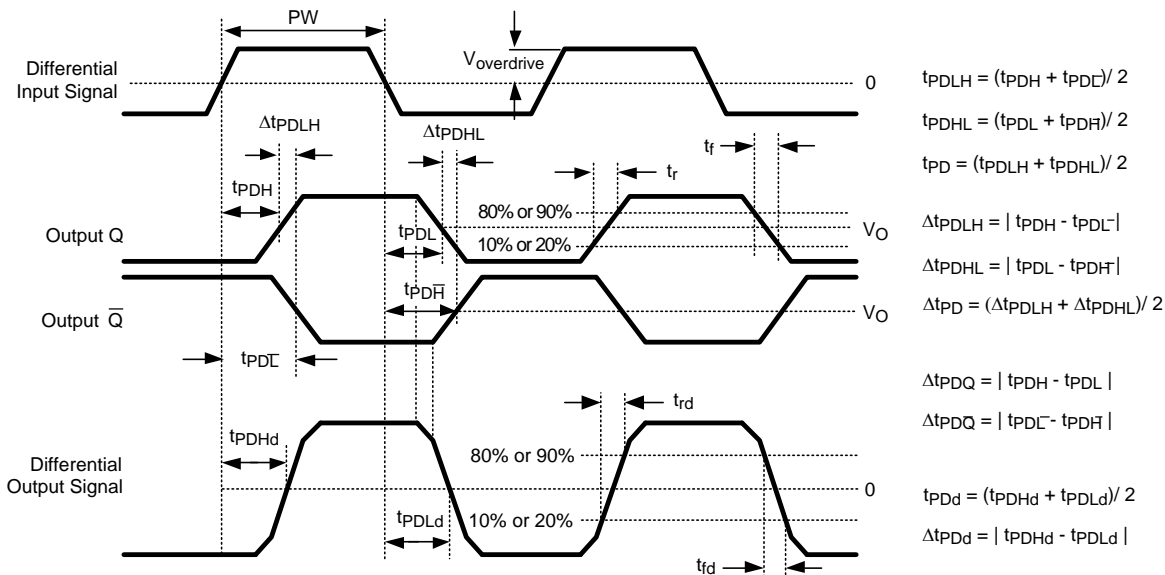 PW
Differential
Input Signal
Voverdrive
0
tPDLH = (tPDH + tPDL̅)/ 2
tPDHL = (tPDL + tPDH̅)/ 2
tPD = (tPDLH + tPDHL)/ 2
ΔtPDLH
ΔtPDHL
tf
tr
tPDH
80% or 90%
Output Q
tPDL
VO
10% or 20%
ΔtPDLH = | tPDH - tPDL̅ |
ΔtPDHL = | tPDL - tPDH̅ |
ΔtPD = (ΔtPDLH + ΔtPDHL)/ 2
tPDH̅
Output Q̅
VO
tPDL̅
ΔtPDQ = | tPDH - tPDL |
ΔtPDQ̅ = | tPDL̅ - tPDH̅ |
trd
tPDHd
80% or 90%
Differential
Output Signal
0
10% or 20%
tPDLd
tfd
tPDd = (tPDHd + tPDLd)/ 2
ΔtPDd = | tPDHd - tPDLd |